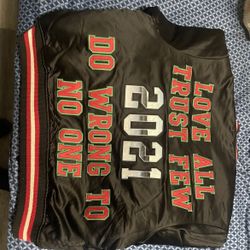 LOVE ALL
TRUST FEW
2021
DO WRONG TO
NO ONE